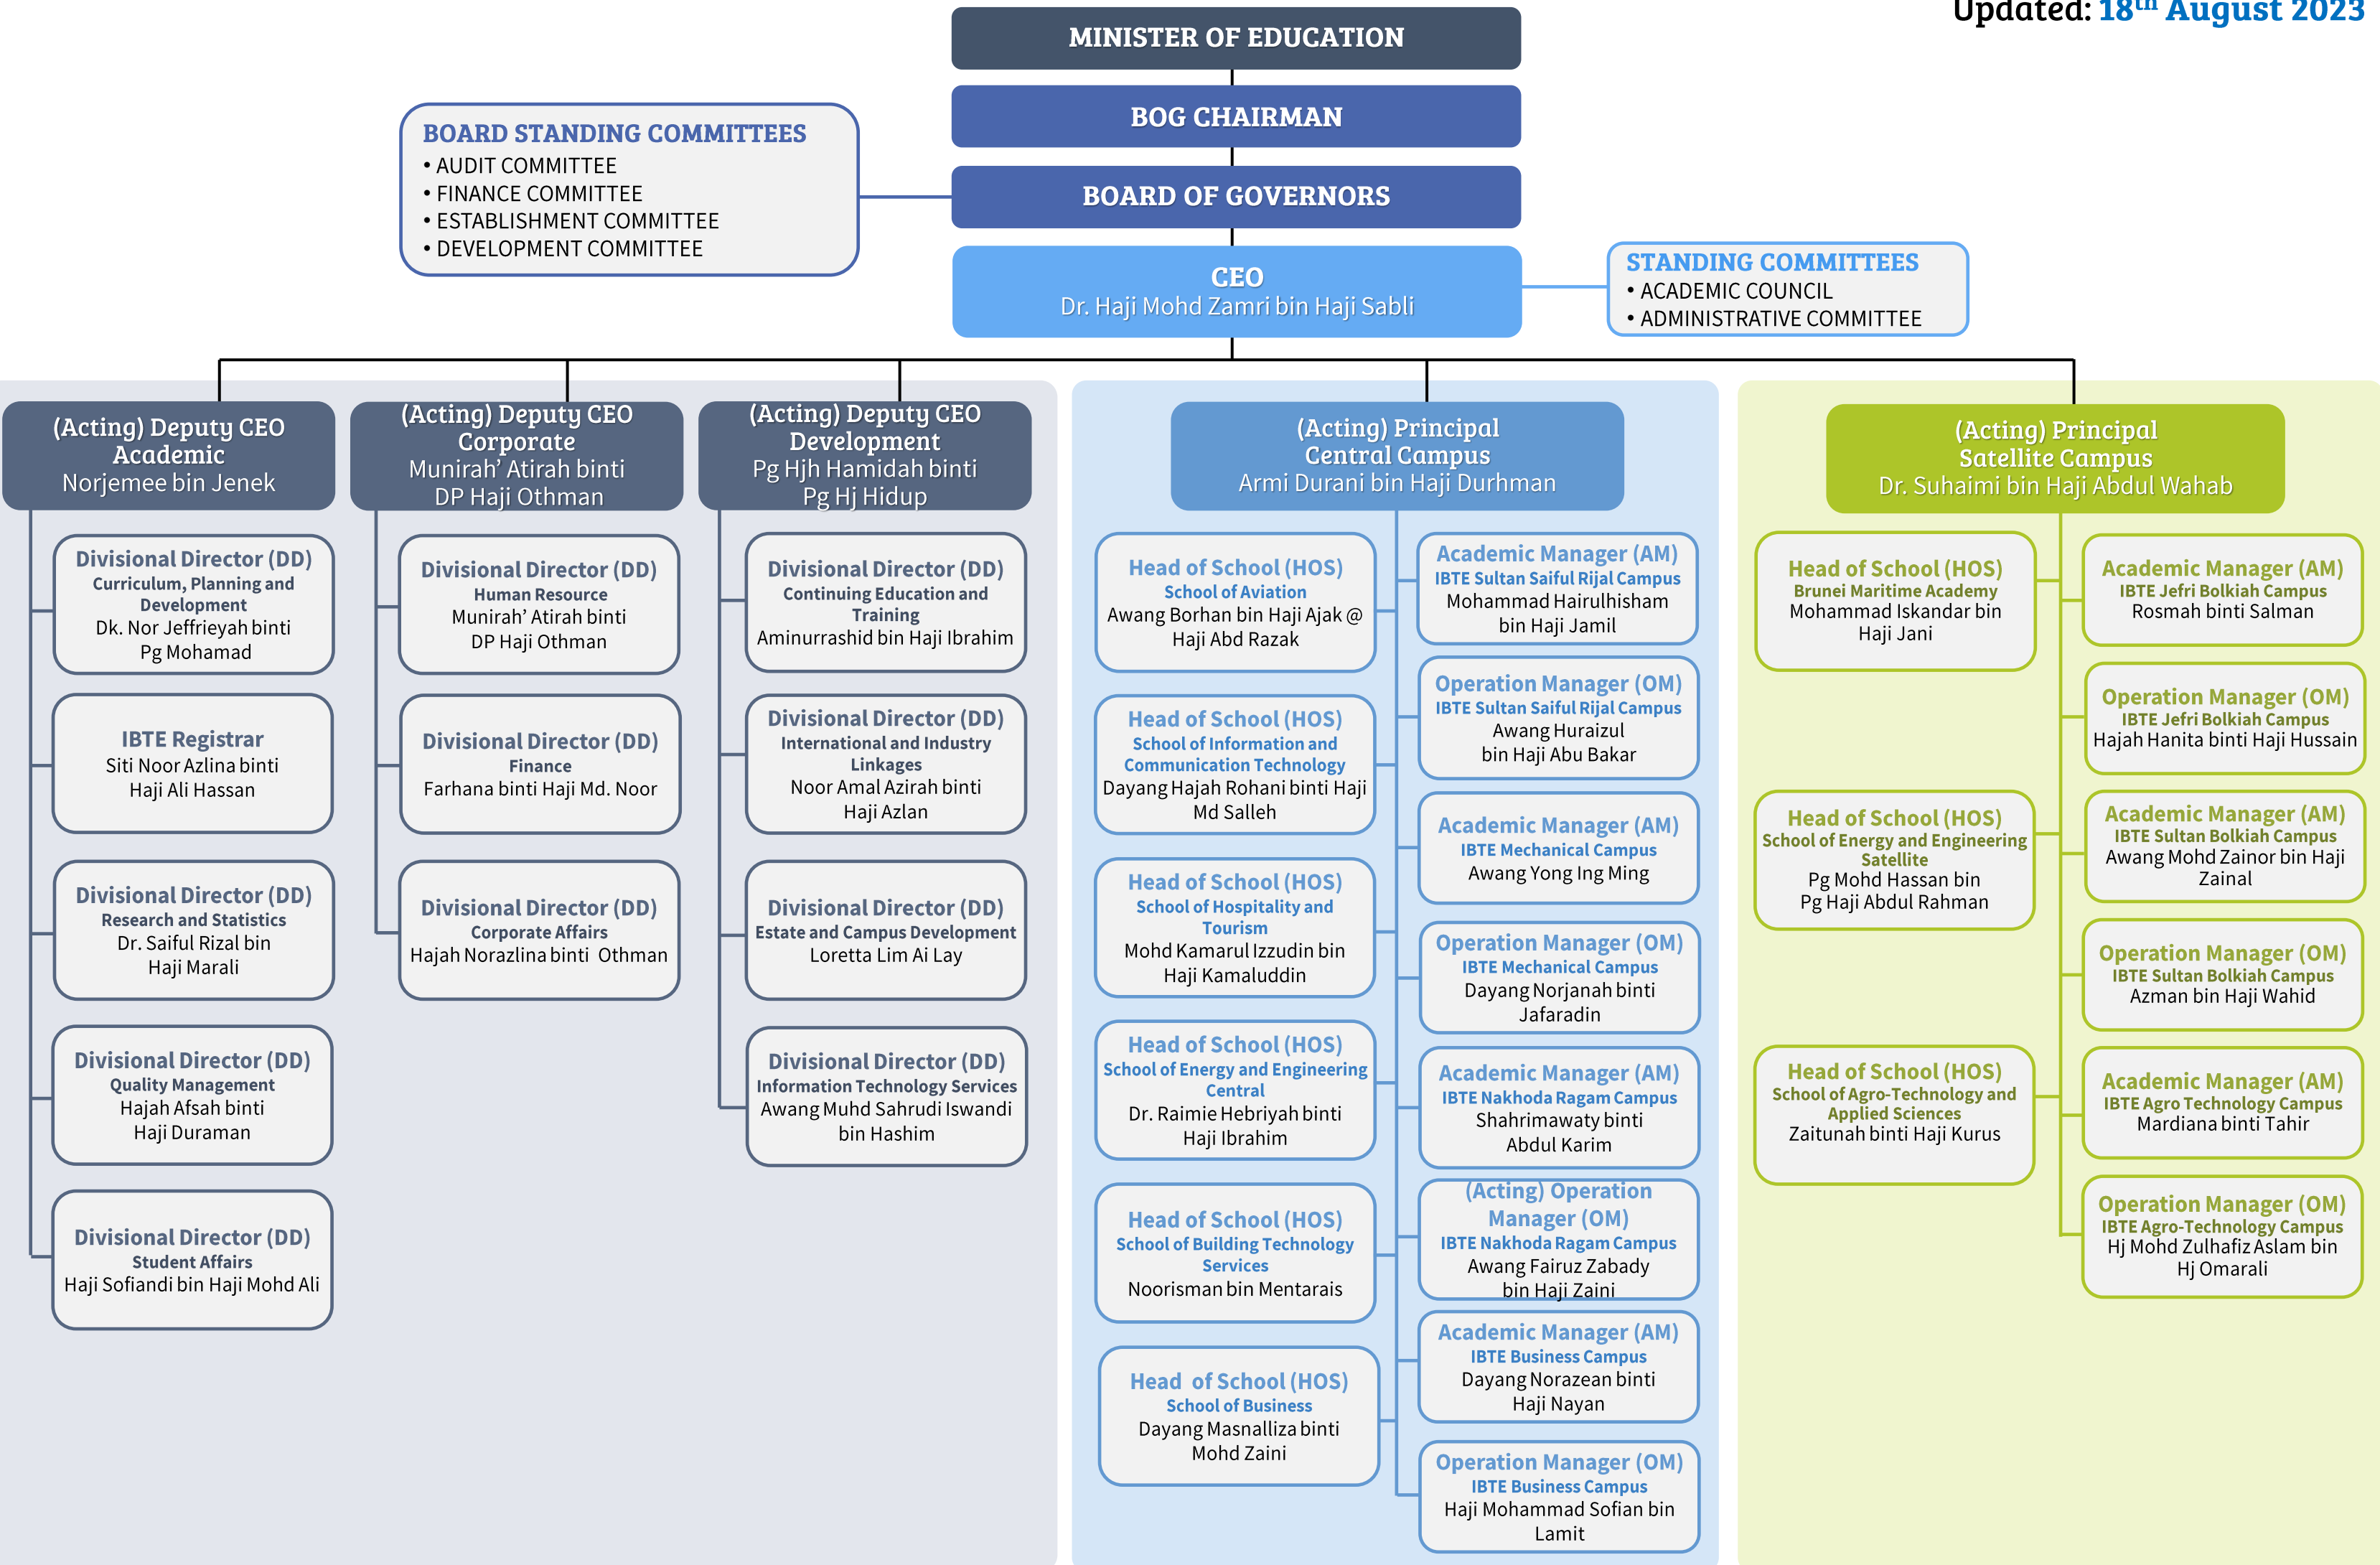 Updated: 18th August 2023
MINISTER OF EDUCATION
BOG CHAIRMAN
BOARD OF GOVERNORS
BOARD STANDING COMMITTEES
• AUDIT COMMITTEE
• FINANCE COMMITTEE
• ESTABLISHMENT COMMITTEE
• DEVELOPMENT COMMITTEE
CEO
Dr. Haji Mohd Zamri bin Haji Sabli
STANDING COMMITTEES
• ACADEMIC COUNCIL
• ADMINISTRATIVE COMMITTEE
(Acting) Deputy CEO
Academic
Norjemee bin Jenek
Divisional Director (DD)
Curriculum, Planning and
Development
Dk. Nor Jeffrieyah binti
Pg Mohamad
IBTE Registrar
Siti Noor Azlina binti
Haji Ali Hassan
Divisional Director (DD)
Research and Statistics
Dr. Saiful Rizal bin
Haji Marali
Divisional Director (DD)
Quality Management
Hajah Afsah binti
Haji Duraman
Divisional Director (DD)
Student Affairs
Haji Sofiandi bin Haji Mohd Ali
(Acting) Deputy CEO
Corporate
Munirah’ Atirah binti
DP Haji Othman
Divisional Director (DD)
Human Resource
Munirah’ Atirah binti
DP Haji Othman
Divisional Director (DD)
Finance
Farhana binti Haji Md. Noor
Divisional Director (DD)
Corporate Affairs
Hajah Norazlina binti Othman
(Acting) Deputy CEO
Development
Pg Hjh Hamidah binti
Pg Hj Hidup
Divisional Director (DD)
Continuing Education and
Training
Aminurrashid bin Haji Ibrahim
Divisional Director (DD)
International and Industry
Linkages
Noor Amal Azirah binti
Haji Azlan
Divisional Director (DD)
Estate and Campus Development
Loretta Lim Ai Lay
Divisional Director (DD)
Information Technology Services
Awang Muhd Sahrudi Iswandi
bin Hashim
(Acting) Principal
Central Campus
Armi Durani bin Haji Durhman
Head of School (HOS)
School of Aviation
Awang Borhan bin Haji Ajak @
Haji Abd Razak
Head of School (HOS)
School of Information and
Communication Technology
Dayang Hajah Rohani binti Haji
Md Salleh
Head of School (HOS)
School of Hospitality and
Tourism
Mohd Kamarul Izzudin bin
Haji Kamaluddin
Head of School (HOS)
School of Energy and Engineering
Central
Dr. Raimie Hebriyah binti
Haji Ibrahim
Head of School (HOS)
School of Building Technology
Services
Noorisman bin Mentarais
Head of School (HOS)
School of Business
Dayang Masnalliza binti
Mohd Zaini
Academic Manager (AM)
IBTE Sultan Saiful Rijal Campus
Mohammad Hairulhisham
bin Haji Jamil
Operation Manager (OM)
IBTE Sultan Saiful Rijal Campus
Awang Huraizul
bin Haji Abu Bakar
Academic Manager (AM)
IBTE Mechanical Campus
Awang Yong Ing Ming
Operation Manager (OM)
IBTE Mechanical Campus
Dayang Norjanah binti
Jafaradin
Academic Manager (AM)
IBTE Nakhoda Ragam Campus
Shahrimawaty binti
Abdul Karim
(Acting) Operation
Manager (OM)
IBTE Nakhoda Ragam Campus
Awang Fairuz Zabady
bin Haji Zaini
Academic Manager (AM)
IBTE Business Campus
Dayang Norazean binti
Haji Nayan
Operation Manager (OM)
IBTE Business Campus
Haji Mohammad Sofian bin
Lamit
(Acting) Principal
Satellite Campus
Dr. Suhaimi bin Haji Abdul Wahab
Head of School (HOS)
Brunei Maritime Academy
Mohammad Iskandar bin
Haji Jani
Head of School (HOS)
School of Energy and Engineering
Satellite
Pg Mohd Hassan bin
Pg Haji Abdul Rahman
Head of School (HOS)
School of Agro-Technology and
Applied Sciences
Zaitunah binti Haji Kurus
Academic Manager (AM)
IBTE Jefri Bolkiah Campus
Rosmah binti Salman
Operation Manager (OM)
IBTE Jefri Bolkiah Campus
Hajah Hanita binti Haji Hussain
Academic Manager (AM)
IBTE Sultan Bolkiah Campus
Awang Mohd Zainor bin Haji
Zainal
Operation Manager (OM)
IBTE Sultan Bolkiah Campus
Azman bin Haji Wahid
Academic Manager (AM)
IBTE Agro Technology Campus
Mardiana binti Tahir
Operation Manager (OM)
IBTE Agro-Technology Campus
Hj Mohd Zulhafiz Aslam bin
Hj Omarali